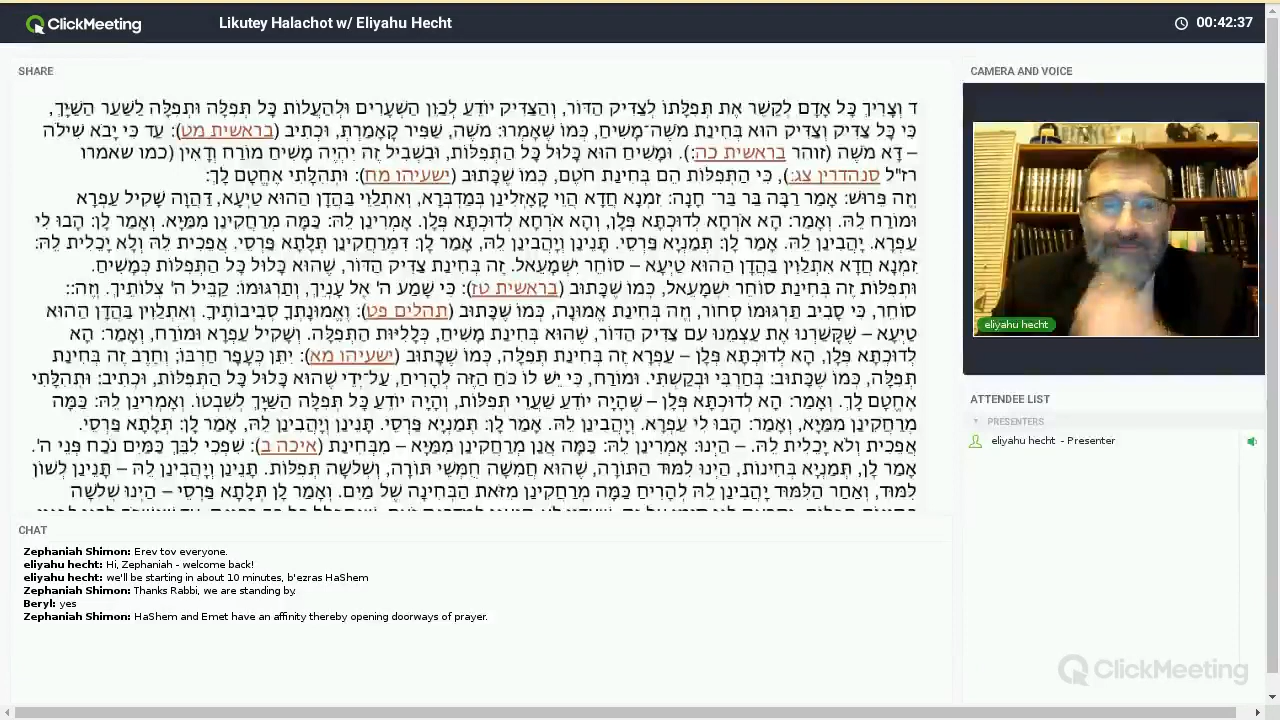 ClickMeeting
Likutey Halachot w/ Eliyahu Hecht
00:42:37
SHARE
ד וְצָרִיךְ כָּל אָדָם לְקַשֵּׁר אֶת תְּפִלָּתוֹ לְצַדִּיק הַדּוֹר, וְהַצַּדִּיק יוֹדֵעַ לְכַוֵּן הַשְּׁעָרִים וּלְהַעֲלוֹת כָּל תְּפִלָּה וּתְפִלָּה לַשַּׁעַר הַשַּׁיָּךְ,
כִּי כָּל צַדִּיק וְצַדִּיק הוּא בְּחִינַת מֹשֶׁה־מָשִׁיחַ, כְּמוֹ שֶׁאָמְרוּ: מֹשֶׁה, שַׁפִּיר קָאָמַרְתְּ, וּכְתִיב (בראשית מט): עַד כִּי יָבֹא שִׁילֹה
– דָּא מֹשֶׁה (זוהר בראשית כה:). וּמָשִׁיחַ הוּא כָּלוּל כָּל הַתְּפִלּוֹת, וּבִשְׁבִיל זֶה יִהְיֶה מָשִׁיחַ מוֹרַח וְדָאִין (כמו שאמרו
רז"ל סנהדרין צג:), כִּי הַתְּפִלּוֹת הֵם בְּחִינַת חֹטֶם, כְּמוֹ שֶׁכָּתוּב (ישעיהו מח): וּתְהִלָּתִי אֶחֱטָם לָךְ:
וְזֶה פֵּרוּשׁ: אָמַר רַבָּה בַּר בַּר־ חָנָה: זִמְנָא חֲדָא הֲוֵי קָאָזְלִינַן בְּמַדְבְּרָא, וְאִתְלַוֵּי בַּהֲדָן הַהוּא טַיְעָא, דַּהֲוָה שָׁקִיל עַפְרָא
וּמוֹרַח לֵהּ. וְאָמַר: הָא אֹרְחָא לְדוּכְתָּא פְּלָן, וְהָא אֹרְחָא לְדוּכְתָּא פְּלָן. אָמְרִינַן לֵהּ: כַּמָּה מְרַחֲקִינַן מִמַּיָּא. וְאָמַר לָן: הָבוּ לִי
עַפְרָא. יָהֲבִינַן לֵהּ. אָמַר לָן: תְּמַנְיָא פַּרְסֵי. תָּנֵינַן וְיָהֲבִינַן לֵהּ, אָמַר לָן: דִּמְרַחֲקִינַן תְּלָתָא פַּרְסֵי. אַפְכִית לֵהּ וְלֹא יָכְלִית לֵהּ:
זִמְנָא חֲדָא אִתְלַוִּין בַּהֲדָן הַהוּא טַיְעָא – סוֹחֵר יִשְׁמָעֵאל. זֶה בְּחִינַת צַדִּיק הַדּוֹר, שֶׁהוּא כָּלוּל כָּל הַתְּפִלּוֹת כְּמָשִׁיחַ.
וּתְפִלּוֹת זֶה בְּחִינַת סוֹחֵר יִשְׁמָעֵאל, כְּמוֹ שֶׁכָּתוּב (בראשית טז): כִּי שָׁמַע ה' אֶל עָנְיֵךְ, וְתַרְגּוּמוֹ: קַבֵּיל ה' צְלוֹתֵיךְ. וְזֶה::
סוֹחֵר, כִּי סָבִיב תַּרְגּוּמוֹ סְחוֹר, וְזֶה בְּחִינַת אֱמוּנָה, כְּמוֹ שֶׁכָּתוּב (תהלים פט): וֶאֱמוּנָתְךָ סְבִיבוֹתֶיךָ. וְאִתְלַוִּין בַּהֲדָן הַהוּא
טַיְעָא – שֶׁקִּשַּׁרְנוּ אֶת עַצְמֵנוּ עִם צַדִּיק הַדּוֹר, שֶׁהוּא בְּחִינַת מָשִׁיחַ, כְּלָלִיּוּת הַתְּפִלָּה, שָׁקִיל עַפְרָא וּמוֹרַח, וְאָמַר: הָא
לְדוּכְתָּא פְּלָן, הָא לְדוּכְתָּא פְּלָן – עַפְרָא זֶה בְּחִינַת תְּפִלָּה, כְּמוֹ שֶׁכָּתוּב (ישעיהו מא): יִתֵּן כֶּעָפָר חַרְבּוֹ; וְחֶרֶב זֶה בְּחִינַת
תְּפִלָּה, כְּמוֹ שֶׁכָּתוּב: בְּחַרְבִּי וּבְקַשְׁתִּי. וּמוֹרַח, כִּי יֵשׁ לוֹ כֹּחַ הַזֶּה לְהָרִיחַ, עַל־יְדֵי שֶׁהוּא כָּלוּל כָּל הַתְּפִלּוֹת, וּכְתִיב: וּתְהִלָּתִי
אֶחֱטָם לָךְ. וְאָמַר: הָא לְדוּכְתָּא פְּלָן – שֶׁהָיָה יוֹדֵעַ שַׁעֲרֵי תְּפִלּוֹת, וְהָיָה יוֹדֵעַ כָּל תְּפִלָּה הַשַּׁיָּךְ לְשִׁבְטוֹ. וְאָמְרִינַן לֵהּ: כַּמָּה
מְרַחֲקִינַן מִמַּיָּא, וְאָמַר: הָבוּ לִי עַפְרָא. וְיָהֲבִינַן לֵהּ, אָמַר לָן: תְּמַנְיָא פַּרְסֵי. תָּנֵינַן וְיָהֲבִינַן לֵהּ, אָמַר לָן: תְּלָתָא פַּרְסֵי.
אַפְכִית וְלֹא יָכְלִית לֵהּ. – הַיְנוּ: אָמְרִינַן לֵהּ: כַּמָּה אֲנַן מְרַחֲקִינַן מִמַּיָּא – מִבְּחִינַת (איכה ב): שִׁפְכִי לִבֵּךְ כַּמַּיִם נֹכַח פְּנֵי ה'.
אָמַר לָן, תְּמַנְיָא בְּחִינוֹת, הַיְנוּ לִמּוּד הַתּוֹרָה, שֶׁהוּא חֲמִשָּׁה חֻמְּשֵׁי תּוֹרָה, וּשְׁלֹשָׁה תְּפִלּוֹת. תָּנֵינַן וְיָהֲבִינַן לֵהּ – תָּנֵינַן לְשׁוֹן
לִמּוּד, וְאַחַר הַלִּמּוּד יָהֲבִינַן לֵהּ לְהָרִיחַ כַּמָּה מְרַחֲקִינַן מִזֹּאת הַבְּחִינָה שֶׁל מַיִם. וְאָמַר לָן תְּלָתָא פַּרְסֵי – הַיְנוּ שְׁלֹשָׁה
CAMERA AND VOICE
eliyahu hecht
ATTENDEE LIST
PRESENTERS
eliyahu hecht - Presenter
CHAT
Zephaniah Shimon: Erev tov everyone.
eliyahu hecht: Hi, Zephaniah - welcome back!
eliyahu hecht: we'll be starting in about 10 minutes, b'ezras HaShem
Zephaniah Shimon: Thanks Rabbi, we are standing by.
Beryl: yes
Zephaniah Shimon: HaShem and Emet have an affinity thereby opening doorways of prayer.
ClickMeeting